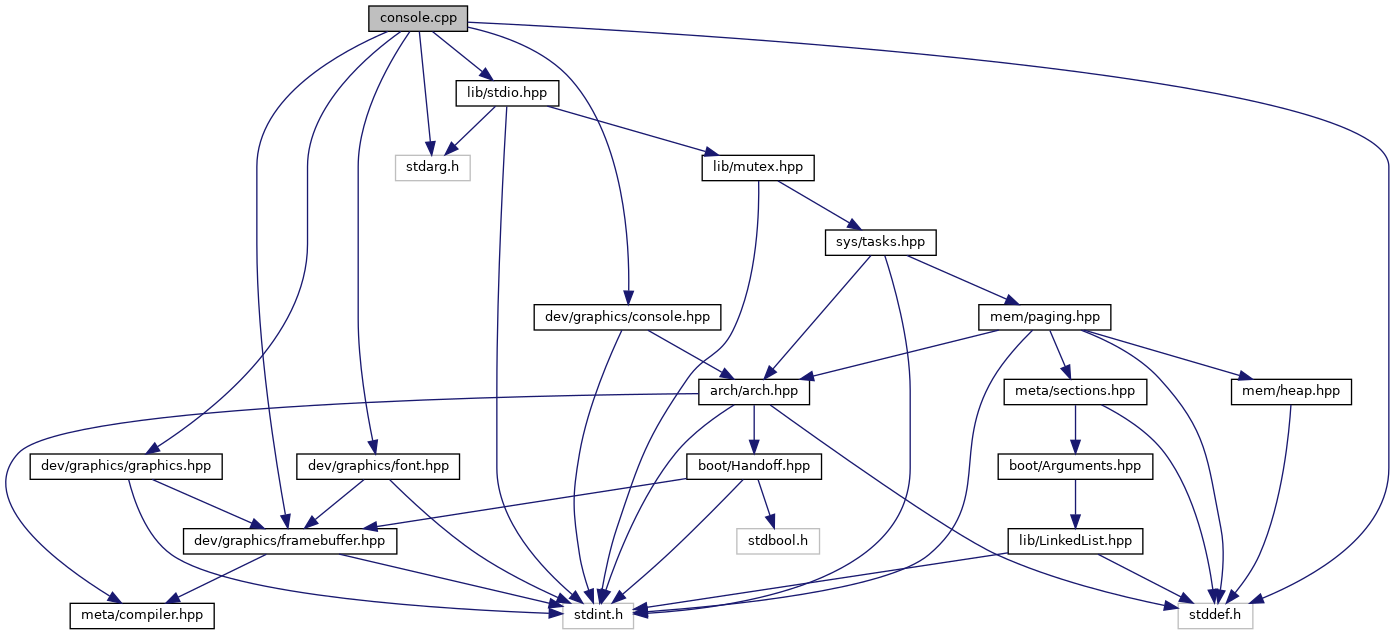 console.cpp
lib/stdio.hpp
stdarg.h
lib/mutex.hpp
sys/tasks.hpp
dev/graphics/console.hpp
mem/paging.hpp
arch/arch.hpp
meta/sections.hpp
mem/heap.hpp
dev/graphics/graphics.hpp
dev/graphics/font.hpp
boot/Handoff.hpp
boot/Arguments.hpp
dev/graphics/framebuffer.hpp
stdbool.h
lib/LinkedList.hpp
meta/compiler.hpp
stdint.h
stddef.h